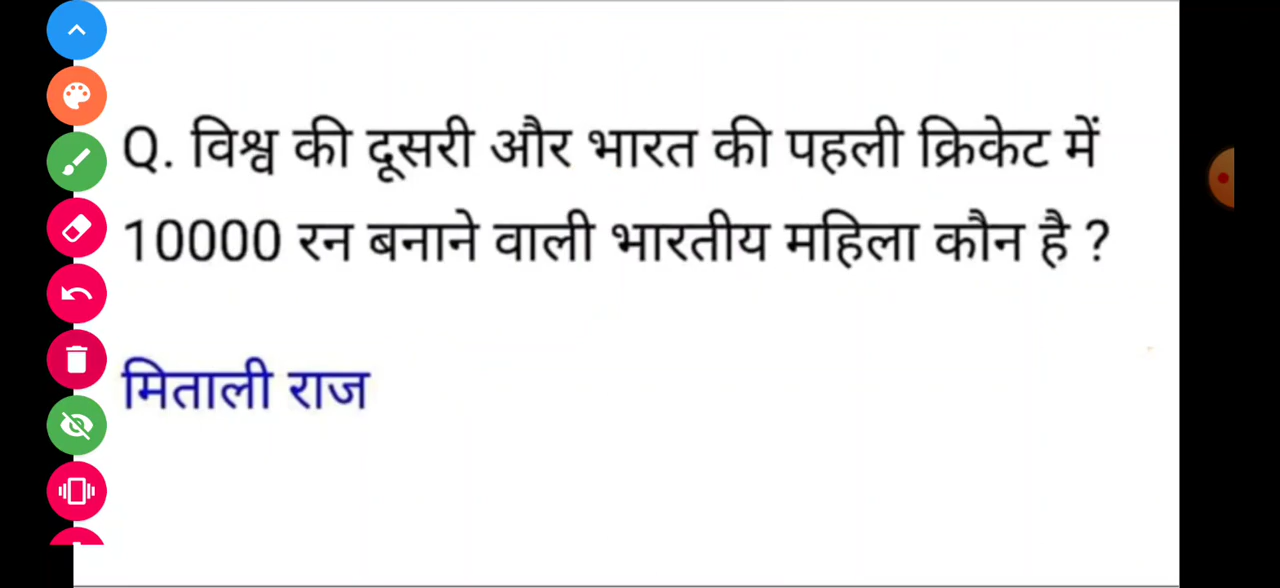 Q. विश्व की दूसरी और भारत की पहली क्रिकेट में
10000 रन बनाने वाली भारतीय महिला कौन है ?
मिताली राज